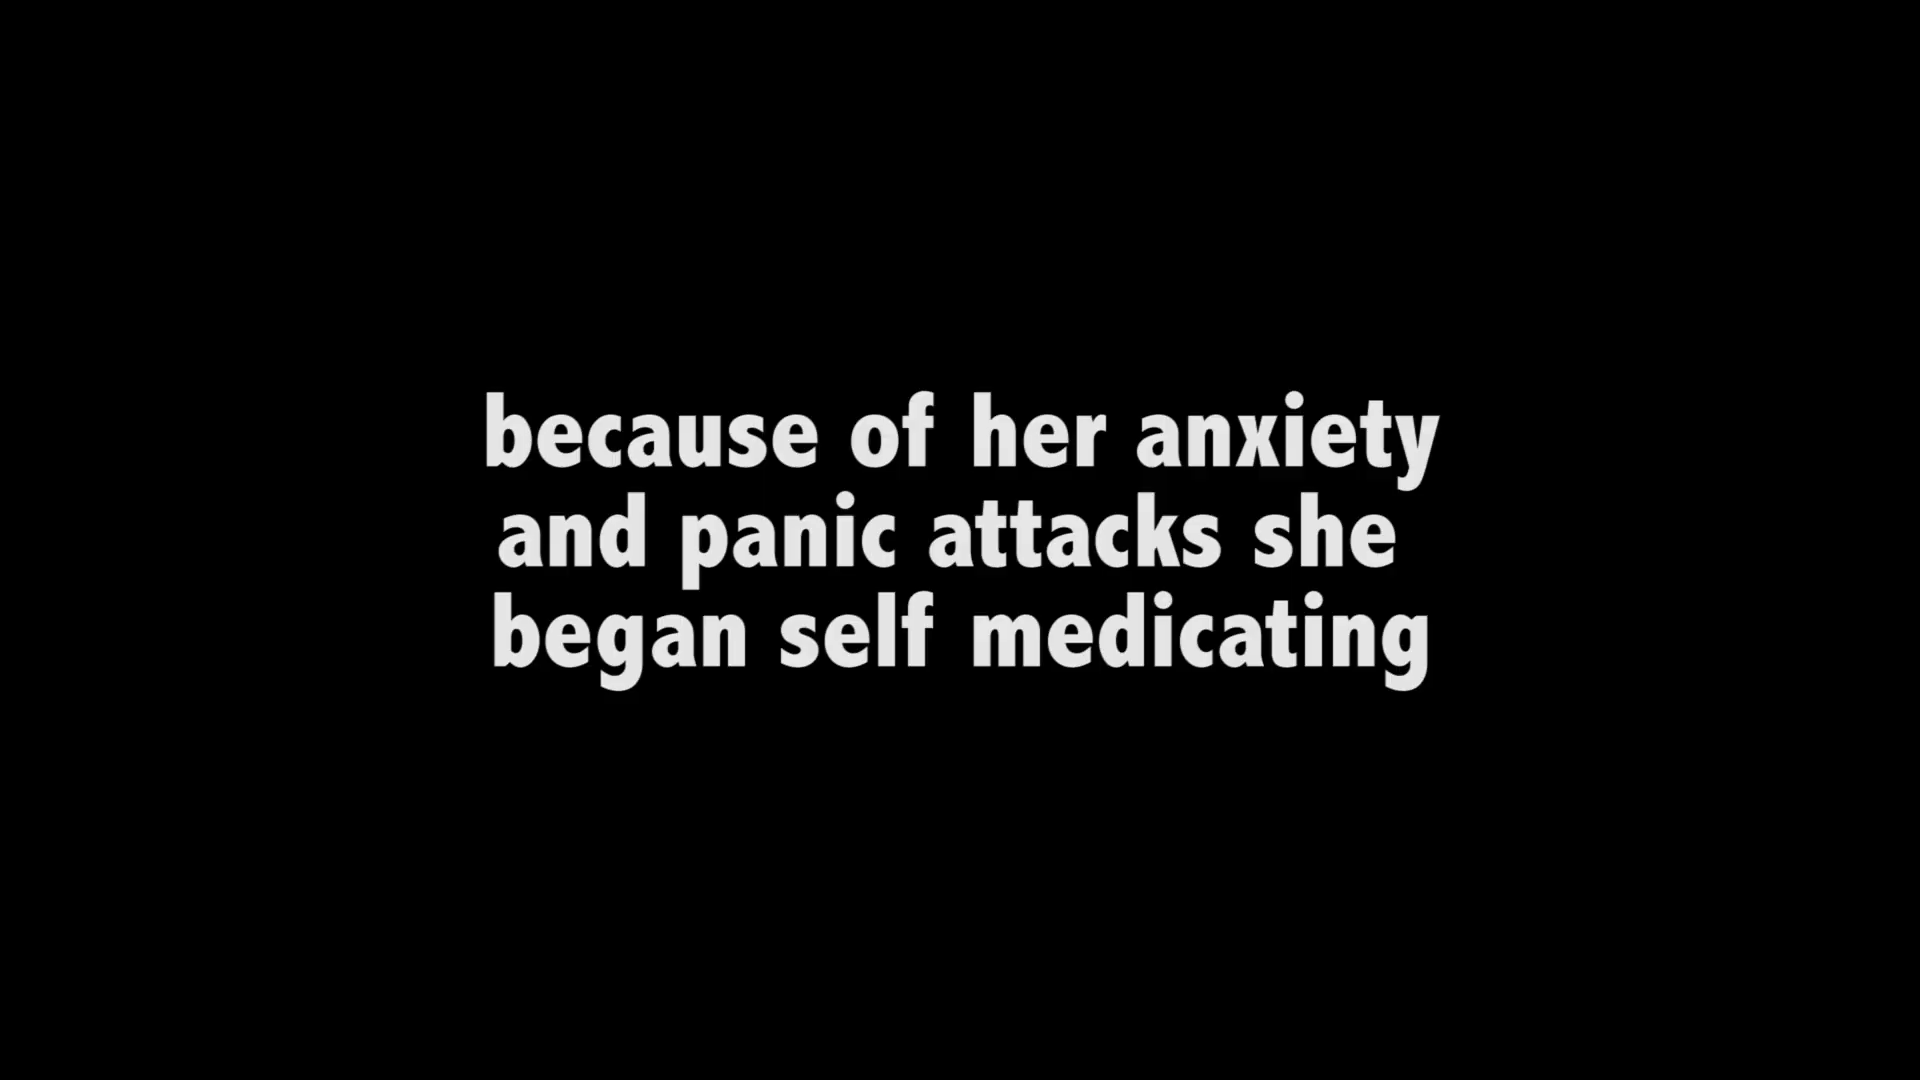 because of her anxiety
and panic attacks she
began self medicating